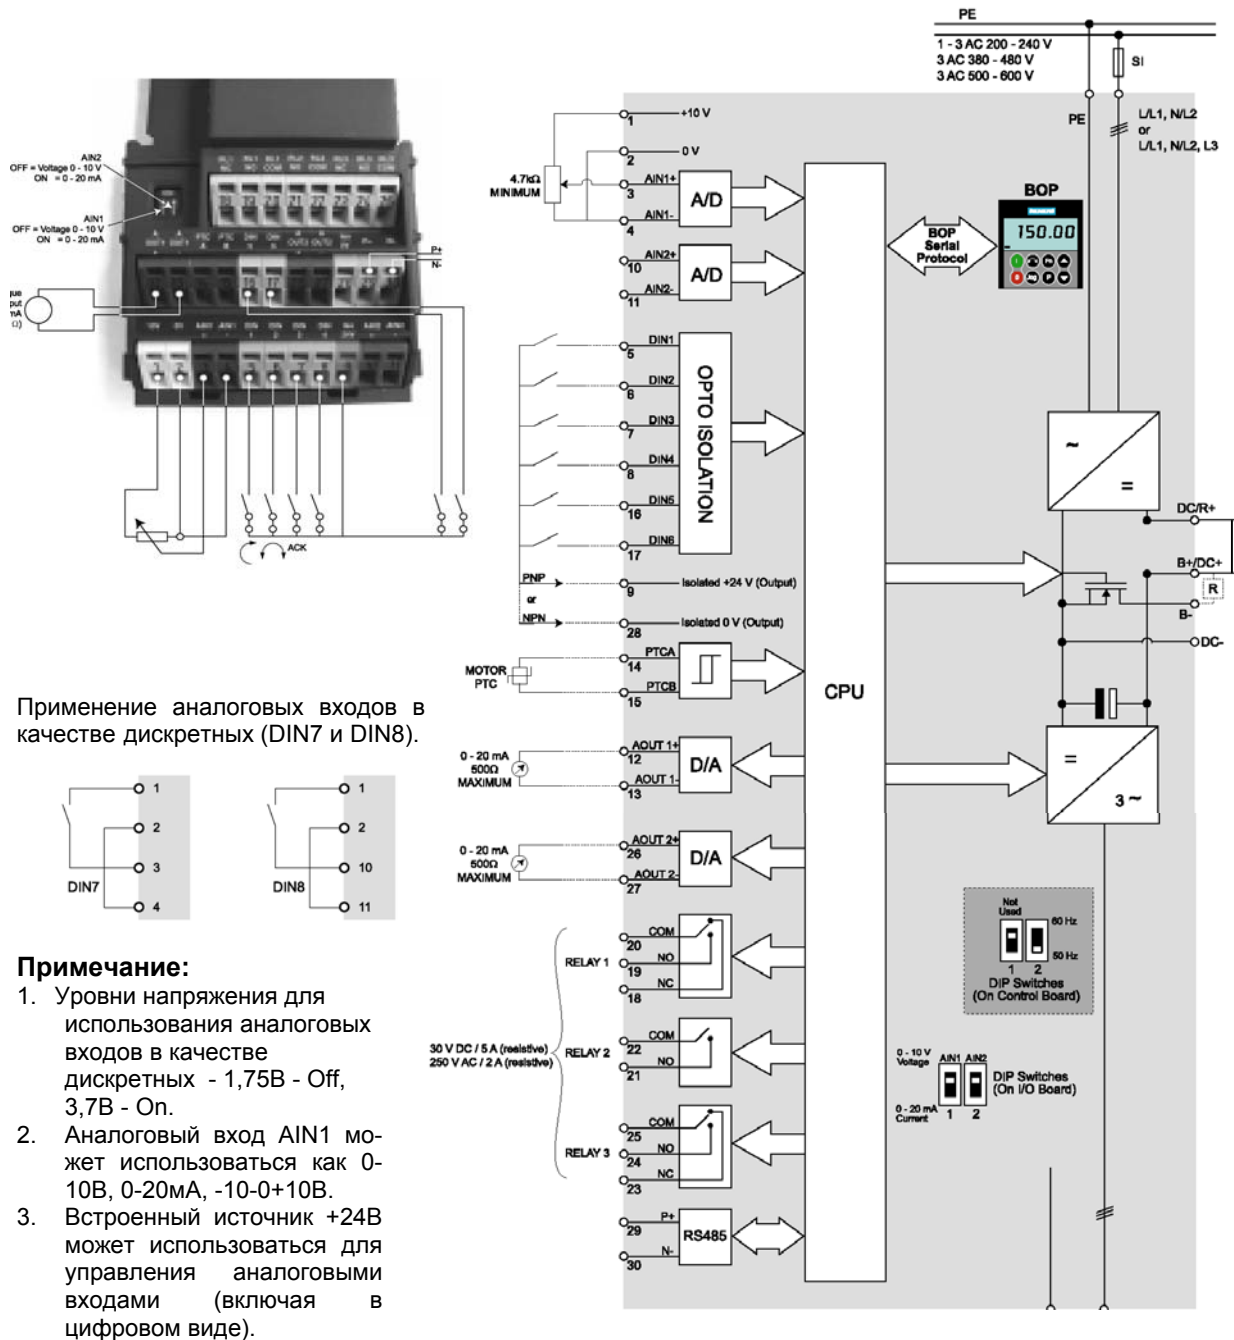 PE
1 - 3 AC 200 - 240 V
3 AC 380 - 480 V
3 AC 500 - 600 V
SI
PE
L/L1, N/L2
or
L/L1, N/L2, L3
AIN2
OFF = Voltage 0 - 10 V
ON = 0 - 20 mA
AIN1
OFF = Voltage 0 - 10 V
ON = 0 - 20 mA
P+
N-
ACK
1
+10 V
2
0 V
4.7kΩ
MINIMUM
AIN1+
3
AIN1-
4
A/D
AIN2+
10
AIN2-
11
A/D
BOP
Serial
Protocol
BOP
SIEMENS
150.00
DIN1
5
DIN2
6
DIN3
7
DIN4
8
DIN5
16
DIN6
17
OPTO ISOLATION
PNP
or
NPN
9
Isolated +24 V (Output)
28
Isolated 0 V (Output)
MOTOR
PTC
PTCA
14
PTCB
15
CPU
~
=
DC/R+
B+/DC+
R
B-
DC-
=
3 ~
0 - 20 mA
500Ω
MAXIMUM
AOUT 1+
12
AOUT 1-
13
D/A
0 - 20 mA
500Ω
MAXIMUM
AOUT 2+
26
AOUT 2-
27
D/A
30 V DC / 5 A (resistive)
250 V AC / 2 A (resistive)
RELAY 1
COM
20
NO
19
NC
18
RELAY 2
COM
22
NO
21
RELAY 3
COM
25
NO
24
NC
23
P+
29
N-
30
RS485
Not
Used
60 Hz
50 Hz
1 2
DIP Switches
(On Control Board)
0 - 10 V
Voltage
AIN1 AIN2
DIP Switches
(On I/O Board)
0 - 20 mA
Current
1 2
Применение аналоговых входов в
качестве дискретных (DIN7 и DIN8).
1
2
3
4
DIN7
1
2
10
11
DIN8
Примечание:
1. Уровни напряжения для
использования аналоговых
входов в качестве
дискретных - 1,75В - Off,
3,7В - On.
2. Аналоговый вход AIN1 мо-
жет использоваться как 0-
10В, 0-20мА, -10-0+10В.
3. Встроенный источник +24В
может использоваться для
управления аналоговыми
входами (включая в
цифровом виде).